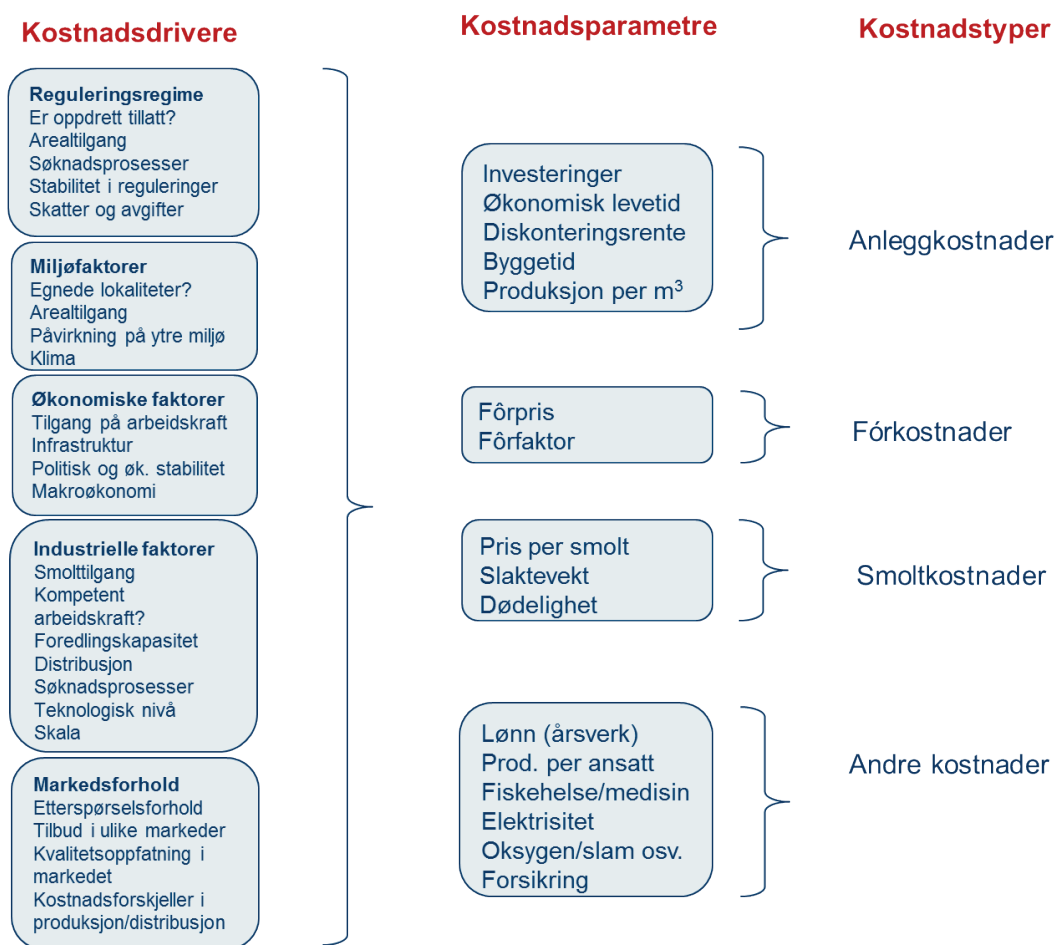 Kostnadsdrivere
Reguleringsregime
Er oppdrett tillatt?
Arealtilgang
Søknadsprosesser
Stabilitet i reguleringer
Skatter og avgifter
Miljøfaktorer
Egnede lokaliteter?
Arealtilgang
Påvirkning på ytre miljø
Klima
Økonomiske faktorer
Tilgang på arbeidskraft
Infrastruktur
Politisk og øk. stabilitet
Makroøkonomi
Industrielle faktorer
Smolttilgang
Kompetent
arbeidskraft?
Foredlingskapasitet
Distribusjon
Søknadsprosesser
Teknologisk nivå
Skala
Markedsforhold
Etterspørselsforhold
Tilbud i ulike markeder
Kvalitetsoppfatning i
markedet
Kostnadsforskjeller i
produksjon/distribusjon
Kostnadsparametre
Investeringer
Økonomisk levetid
Diskonteringsrente
Byggetid
Produksjon per m³
Fôrpris
Fôrfaktor
Pris per smolt
Slaktevekt
Dødelighet
Lønn (årsverk)
Prod. per ansatt
Fiskehelse/medisin
Elektrisitet
Oksygen/slam osv.
Forsikring
Kostnadstyper
Anleggkostnader
Fórkostnader
Smoltkostnader
Andre kostnader